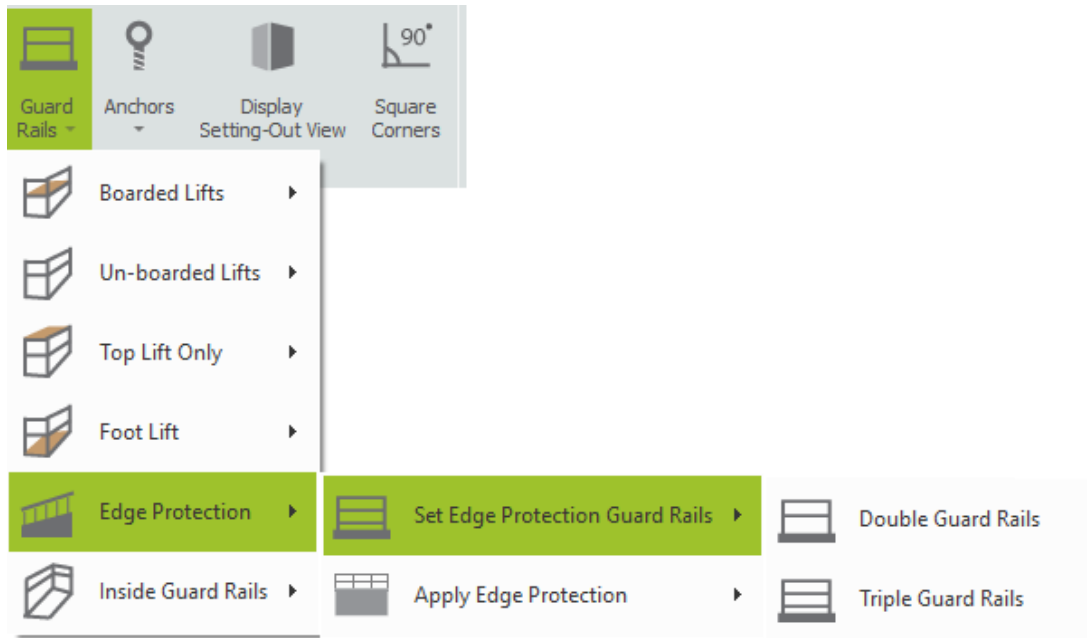 90°
Guard
Rails
Anchors
Display
Setting-Out View
Square
Corners
Boarded Lifts
Un-boarded Lifts
Top Lift Only
Foot Lift
Edge Protection
Set Edge Protection Guard Rails
Double Guard Rails
Inside Guard Rails
Apply Edge Protection
Triple Guard Rails